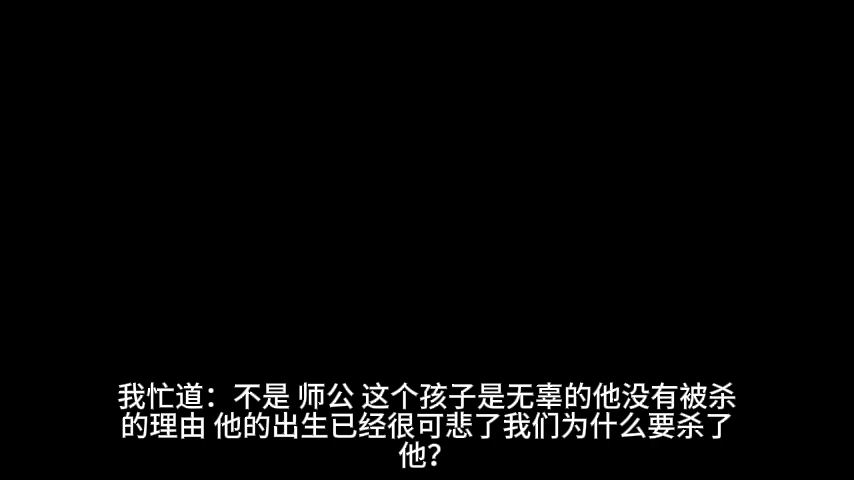 我忙道：不是 师公 这个孩子是无辜的他没有被杀
的理由 他的出生已经很可悲了我们为什么要杀了
他？